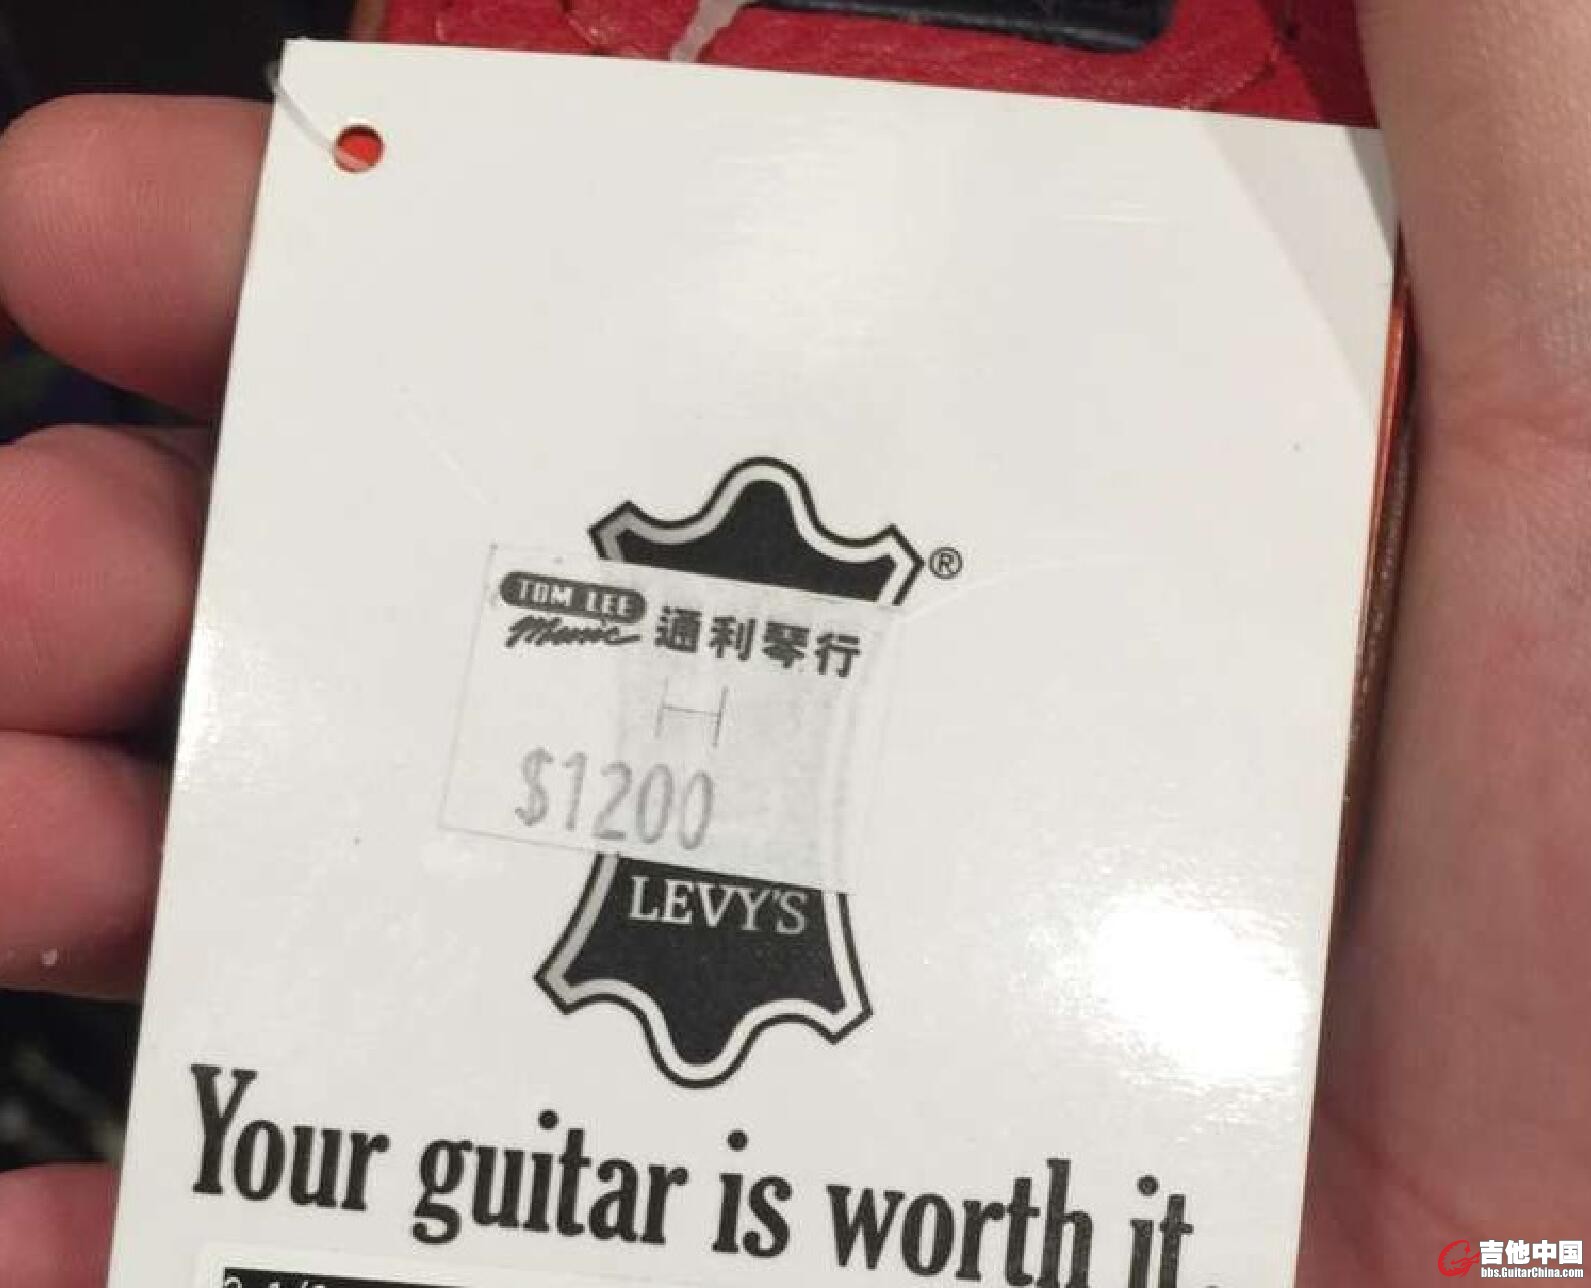 ®
TOM LEE
Music 通利琴行
$1200
LEVY'S
Your guitar is worth it.
吉他中国
bbs.GuitarChina.com